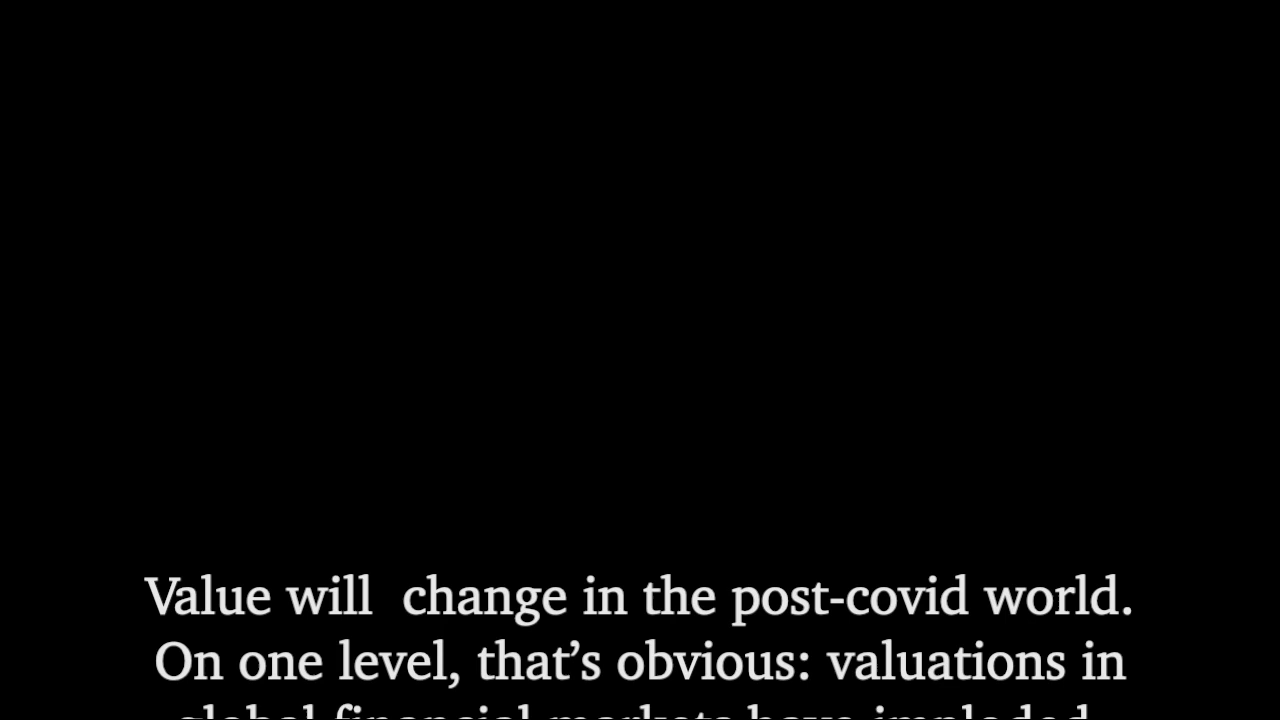 Value will  change in the post-covid world.
On one level, that’s obvious: valuations in
global financial markets have imploded